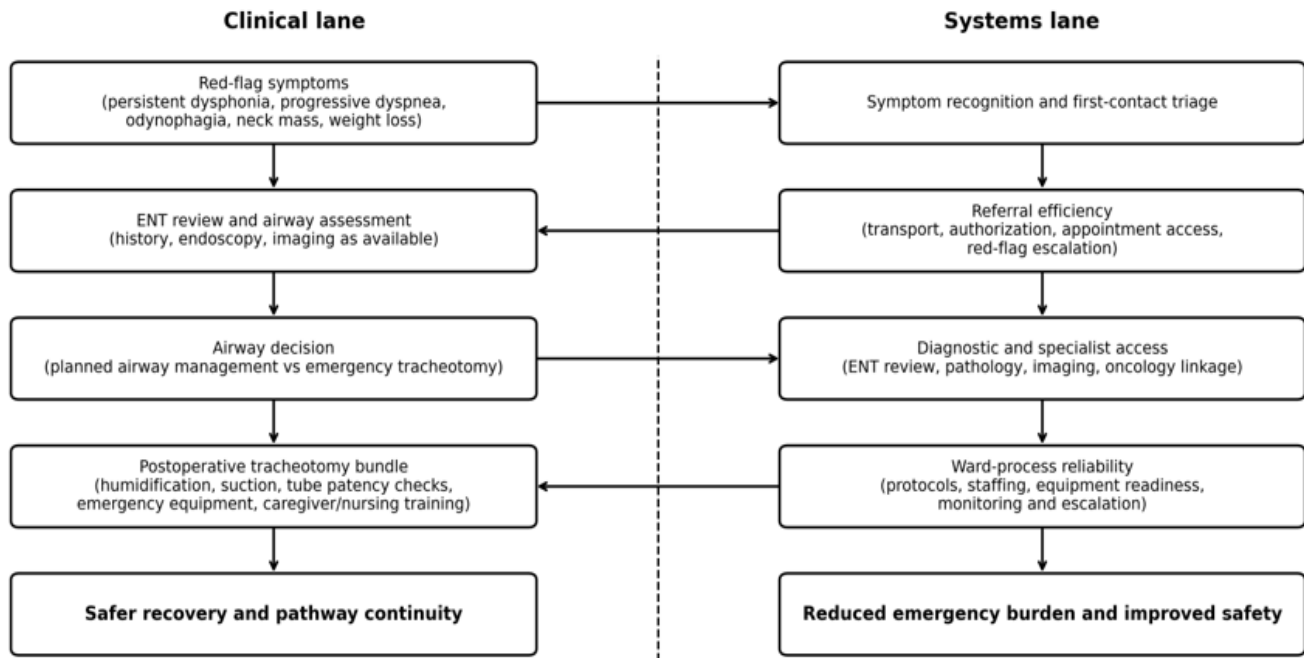 Clinical lane
Systems lane
Red-flag symptoms
(persistent dysphonia, progressive dyspnea,
odynophagia, neck mass, weight loss)
Symptom recognition and first-contact triage
ENT review and airway assessment
(history, endoscopy, imaging as available)
Referral efficiency
(transport, authorization, appointment access,
red-flag escalation)
Airway decision
(planned airway management vs emergency tracheotomy)
Diagnostic and specialist access
(ENT review, pathology, imaging, oncology linkage)
Postoperative tracheotomy bundle
(humidification, suction, tube patency checks,
emergency equipment, caregiver/nursing training)
Ward-process reliability
(protocols, staffing, equipment readiness,
monitoring and escalation)
Safer recovery and pathway continuity
Reduced emergency burden and improved safety